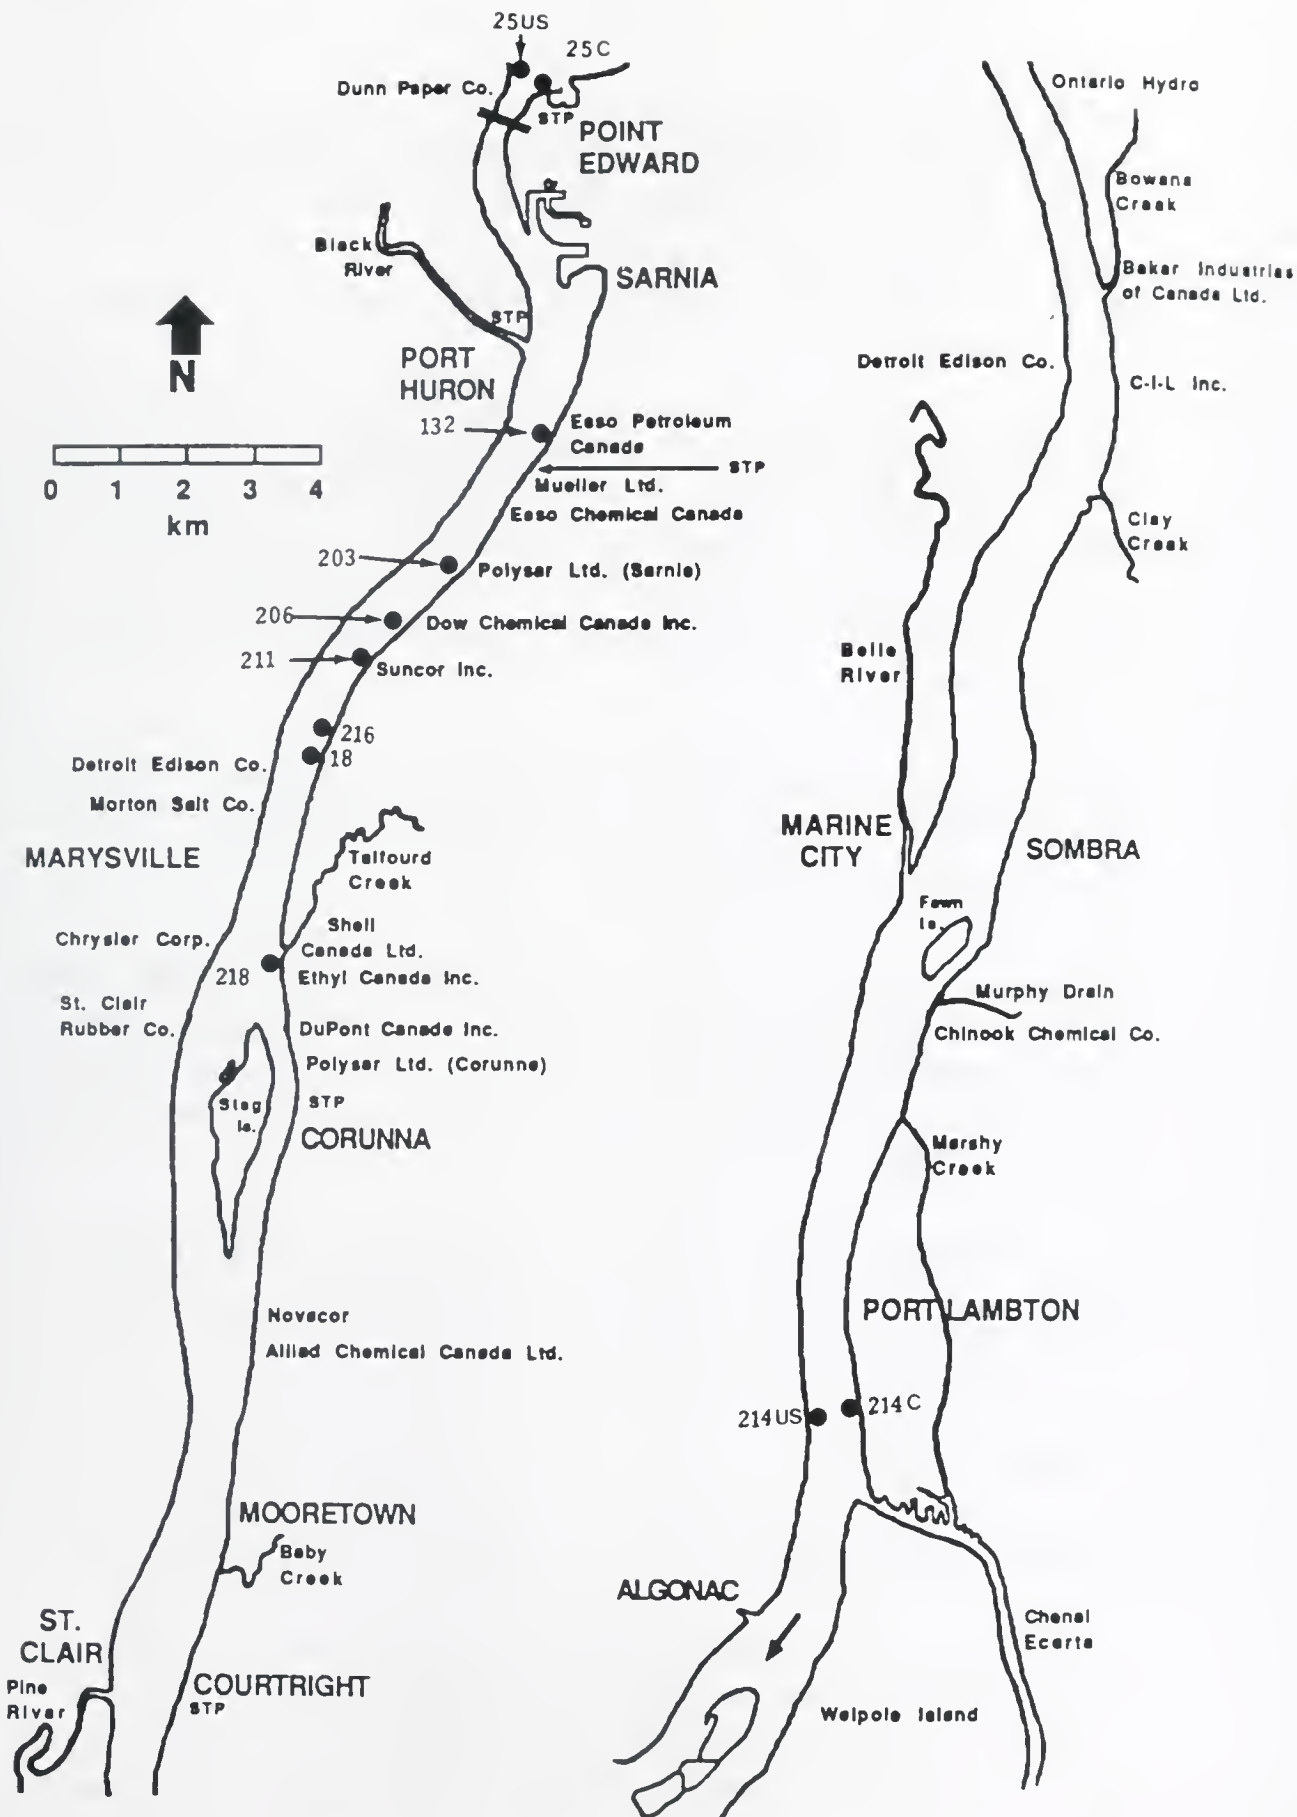 25US
25C
Dunn Paper Co.
STP
POINT
EDWARD
Black
River
SARNIA
STP
N
PORT
HURON
132
Esso Petroleum
Canada
STP
0 1 2 3 4
km
Mueller Ltd.
Esso Chemical Canada
203
Polysar Ltd. (Sarnie)
206
Dow Chemical Canada Inc.
211
Suncor Inc.
216
18
Detroit Edison Co.
Morton Salt Co.
MARYSVILLE
Talfourd
Creek
Chrysler Corp.
Shell
Canada Ltd.
218
Ethyl Canada Inc.
St. Clair
Rubber Co.
DuPont Canada Inc.
Polysar Ltd. (Corunne)
Stag
Is.
STP
CORUNNA
Novacor
Allied Chemical Canada Ltd.
MOORETOWN
Baby
Creek
ST.
CLAIR
Pine
River
COURTRIGHT
STP
Ontario Hydro
Bowens
Creek
Baker Industries
of Canada Ltd.
Detroit Edison Co.
C-I-L Inc.
Clay
Creek
Belle
River
MARINE
CITY
SOMBRA
Fawn
Is.
Murphy Drain
Chinook Chemical Co.
Marshy
Creek
PORT LAMBTON
214US
214C
ALGONAC
Chenal
Ecarte
Walpole Island